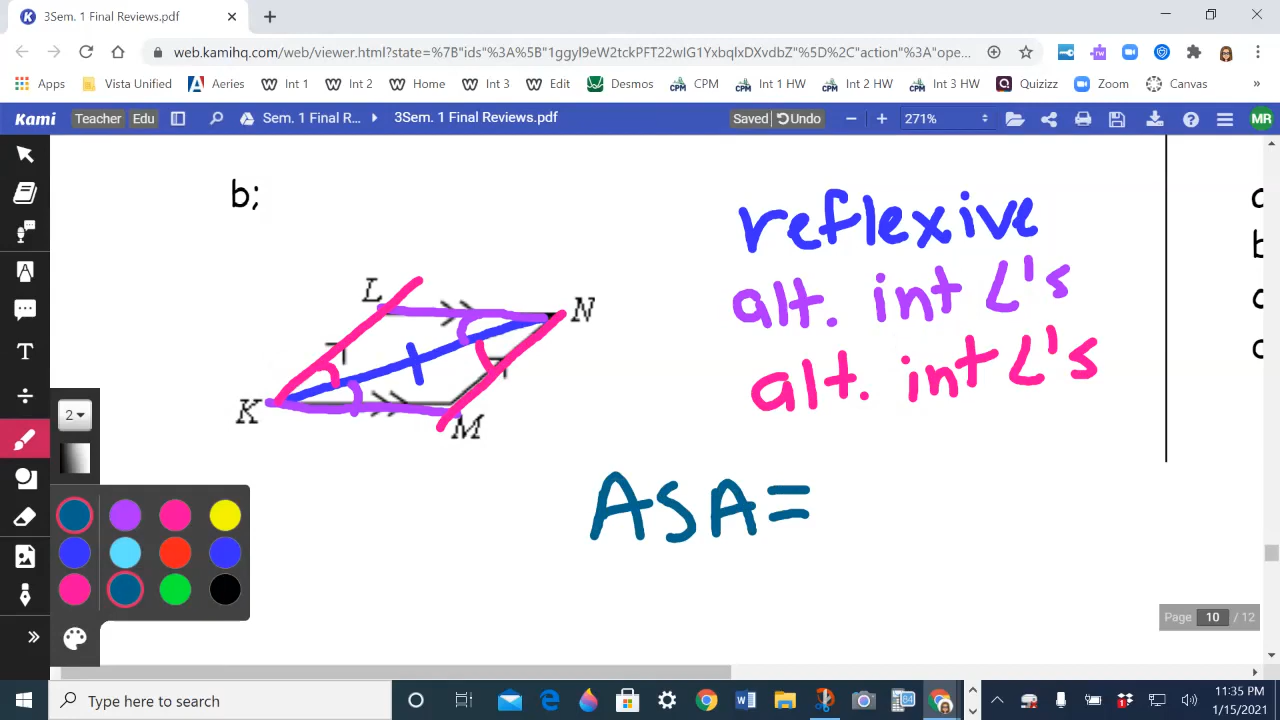 3Sem. 1 Final Reviews.pdf
web.kamihq.com/web/viewer.html?state=%7B"ids"%3A%5B"1ggyI9eW2tckPFT22wIG1YsYqlxDXvdbZ"%5D%2C"action"%3A"ope...
Apps Vista Unified Aeries Int 1 Int 2 Home Int 3 Edit Desmos CPM Int 1 HW Int 2 HW Int 3 HW Quizizz Zoom Canvas »
Kami Teacher Edu Sem. 1 Final R... 3Sem. 1 Final Reviews.pdf Saved Undo 271% MR
b;
reflexive
L
N
alt. int L's
alt. int L's
K
M
ASA=
2
Page 10 / 12
Type here to search
11:35 PM
1/15/2021